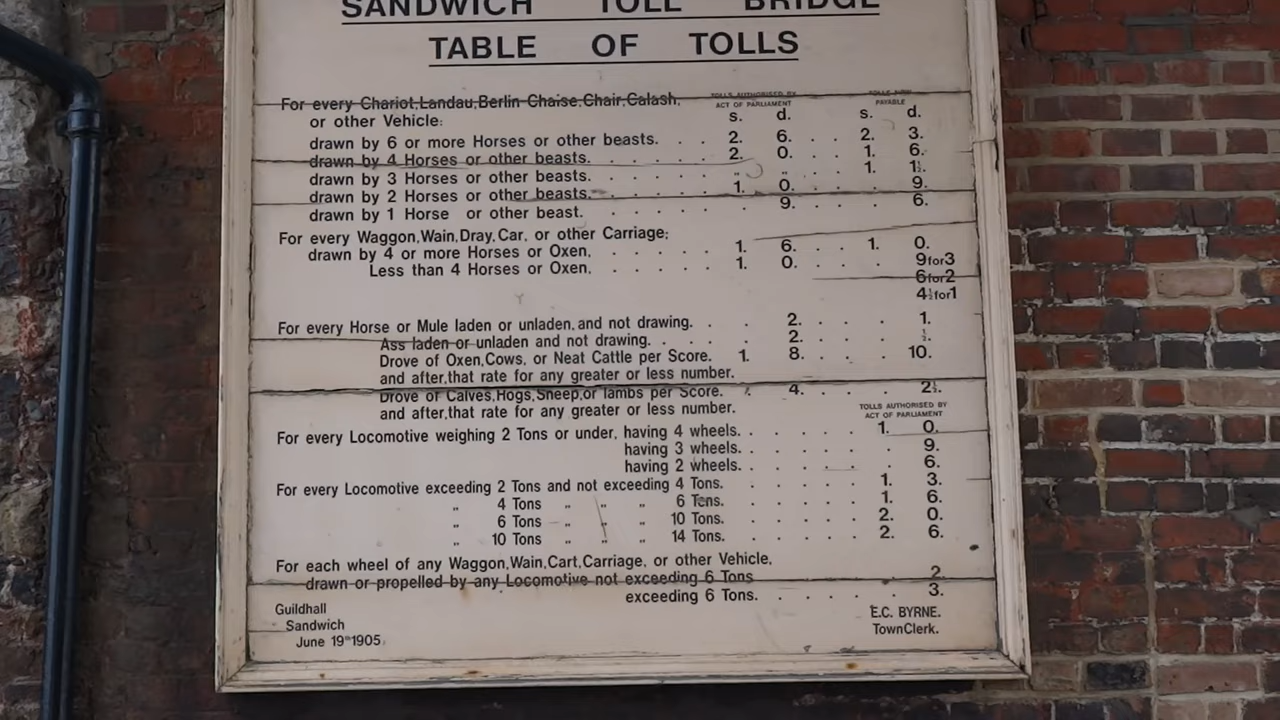 SANDWICH TOLL BRIDGE
TABLE OF TOLLS
TOLLS AUTHORISED BY
ACT OF PARLIAMENT PAYABLE
For every Chariot,Landau,Berlin Chaise,Chair,Calash,
or other Vehicle: s. d. s. d.
drawn by 6 or more Horses or other beasts. . . 2. 6. . . 2. 3.
drawn by 4 Horses or other beasts. . . . . . 2. 0. . . 1. 6.
drawn by 3 Horses or other beasts. . . . . . „ „ . . 1. 1½.
drawn by 2 Horses or other beasts. . . . . . 1. 0. . . . 9.
drawn by 1 Horse or other beast. . . . . . 9. . . . 6.
For every Waggon,Wain,Dray,Car, or other Carriage;
drawn by 4 or more Horses or Oxen. . . . . . 1. 6. . . 1. 0.
Less than 4 Horses or Oxen. . . . . . 1. 0. . . . 9for3
6for2
4½for1
For every Horse or Mule laden or unladen,and not drawing. . . 2. . . . 1.
Ass laden or unladen and not drawing. . . . 2. . . . ½.
Drove of Oxen,Cows, or Neat Cattle per Score. 1. 8. . . . 10.
and after,that rate for any greater or less number.
Drove of Calves,Hogs,Sheep,or lambs per Score. . 4. . . . 2½.
and after,that rate for any greater or less number.
TOLLS AUTHORISED BY
ACT OF PARLIAMENT
For every Locomotive weighing 2 Tons or under, having 4 wheels. . . . . . . 1. 0.
having 3 wheels. . . . . . . . 9.
having 2 wheels. . . . . . . . 6.
For every Locomotive exceeding 2 Tons and not exceeding 4 Tons. . . . . . 1. 3.
„ 4 Tons „ „ „ 6 Tons. . . . . . 1. 6.
„ 6 Tons „ „ „ 10 Tons. . . . . . 2. 0.
„ 10 Tons „ „ „ 14 Tons. . . . . . 2. 6.
For each wheel of any Waggon,Wain,Cart,Carriage, or other Vehicle,
drawn or propelled by any Locomotive not exceeding 6 Tons 2.
exceeding 6 Tons. . . . . . 3.
Guildhall
Sandwich
June 19th 1905.
E.C. BYRNE.
TownClerk.